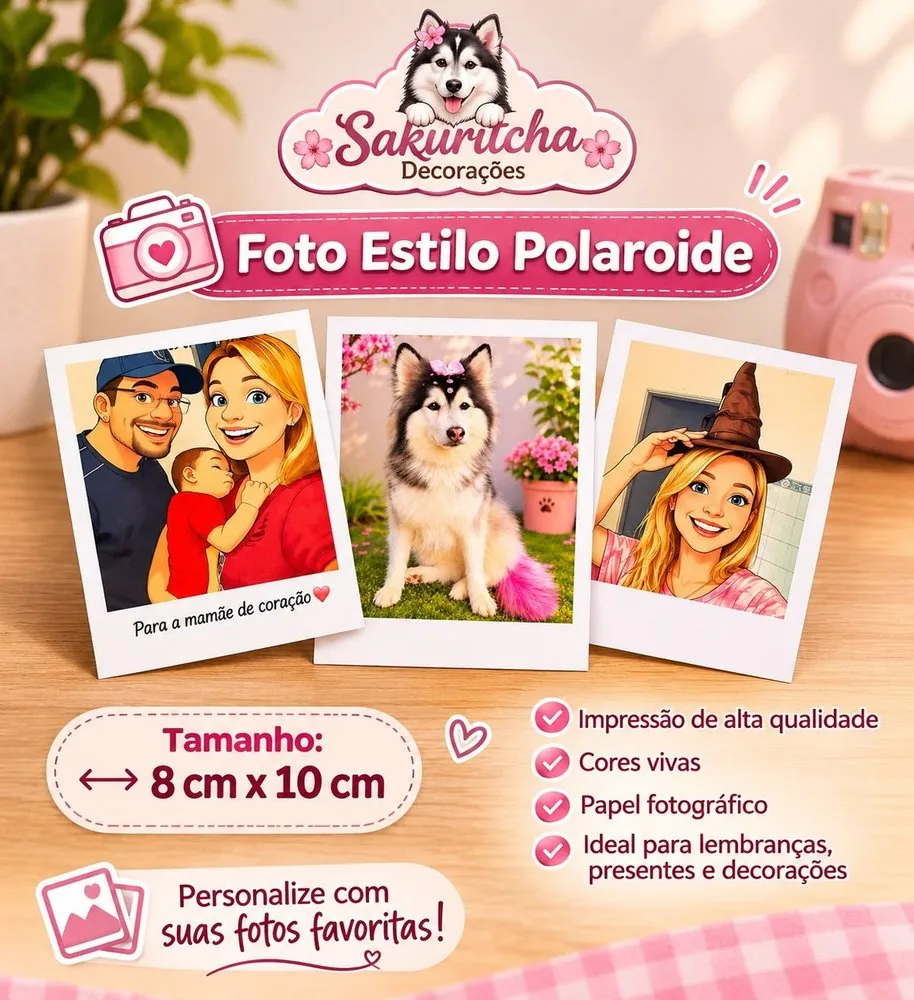 Sakuritcha
Decorações
Foto Estilo Polaroide
Para a mamãe de coração
Tamanho:
8 cm x 10 cm
Impressão de alta qualidade
Cores vivas
Papel fotográfico
Ideal para lembranças,
presentes e decorações
Personalize com
suas fotos favoritas!